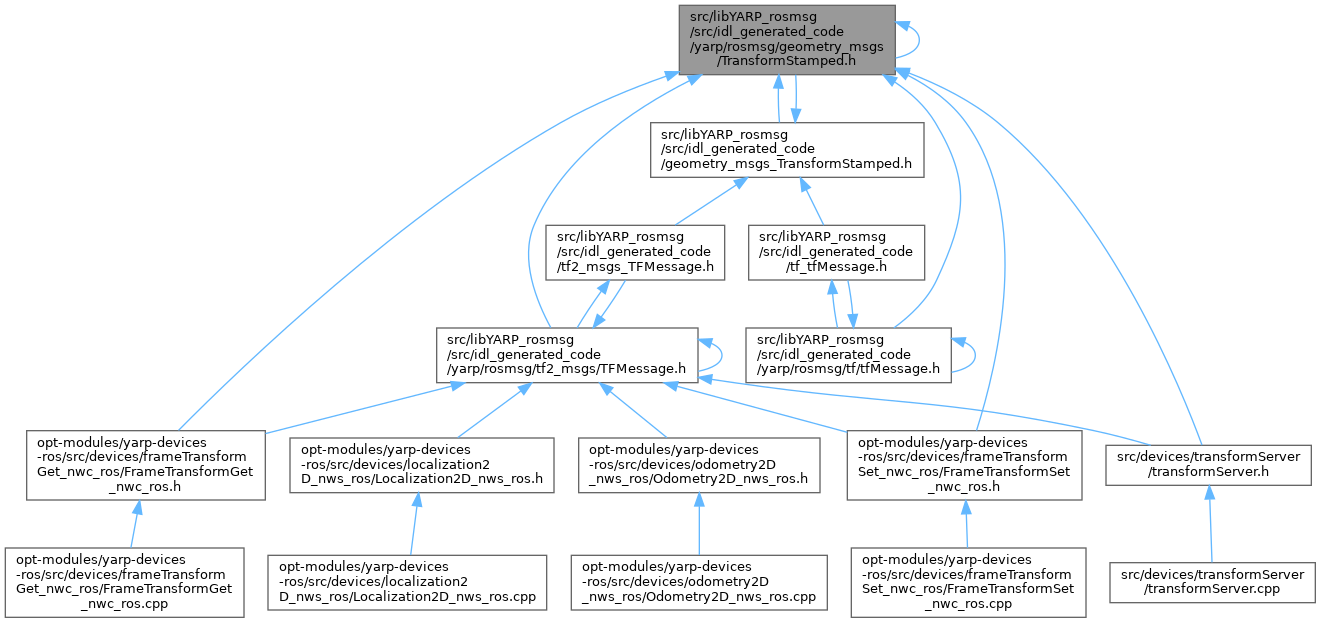 src/libYARP_rosmsg
/src/idl_generated_code
/yarp/rosmsg/geometry_msgs
/TransformStamped.h
src/libYARP_rosmsg
/src/idl_generated_code
/geometry_msgs_TransformStamped.h
src/libYARP_rosmsg
/src/idl_generated_code
/tf2_msgs_TFMessage.h
src/libYARP_rosmsg
/src/idl_generated_code
/tf_tfMessage.h
src/libYARP_rosmsg
/src/idl_generated_code
/yarp/rosmsg/tf2_msgs/TFMessage.h
src/libYARP_rosmsg
/src/idl_generated_code
/yarp/rosmsg/tf/tfMessage.h
opt-modules/yarp-devices
-ros/src/devices/frameTransform
Get_nwc_ros/FrameTransformGet
_nwc_ros.h
opt-modules/yarp-devices
-ros/src/devices/localization2
D_nws_ros/Localization2D_nws_ros.h
opt-modules/yarp-devices
-ros/src/devices/odometry2D
_nws_ros/Odometry2D_nws_ros.h
opt-modules/yarp-devices
-ros/src/devices/frameTransform
Set_nwc_ros/FrameTransformSet
_nwc_ros.h
src/devices/transformServer
/transformServer.h
opt-modules/yarp-devices
-ros/src/devices/frameTransform
Get_nwc_ros/FrameTransformGet
_nwc_ros.cpp
opt-modules/yarp-devices
-ros/src/devices/localization2
D_nws_ros/Localization2D_nws_ros.cpp
opt-modules/yarp-devices
-ros/src/devices/odometry2D
_nws_ros/Odometry2D_nws_ros.cpp
opt-modules/yarp-devices
-ros/src/devices/frameTransform
Set_nwc_ros/FrameTransformSet
_nwc_ros.cpp
src/devices/transformServer
/transformServer.cpp